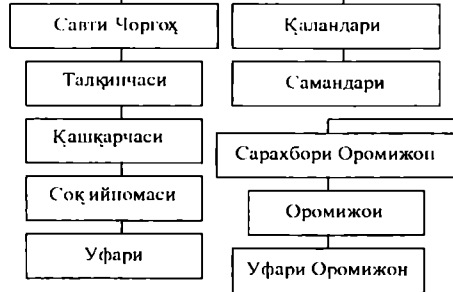 Савти Чоргоҳ
Талқинчаси
Қашқарчаси
Соқийномаси
Уфари
Қаландари
Самандари
Сарахбори Оромижон
Оромижон
Уфари Оромижон